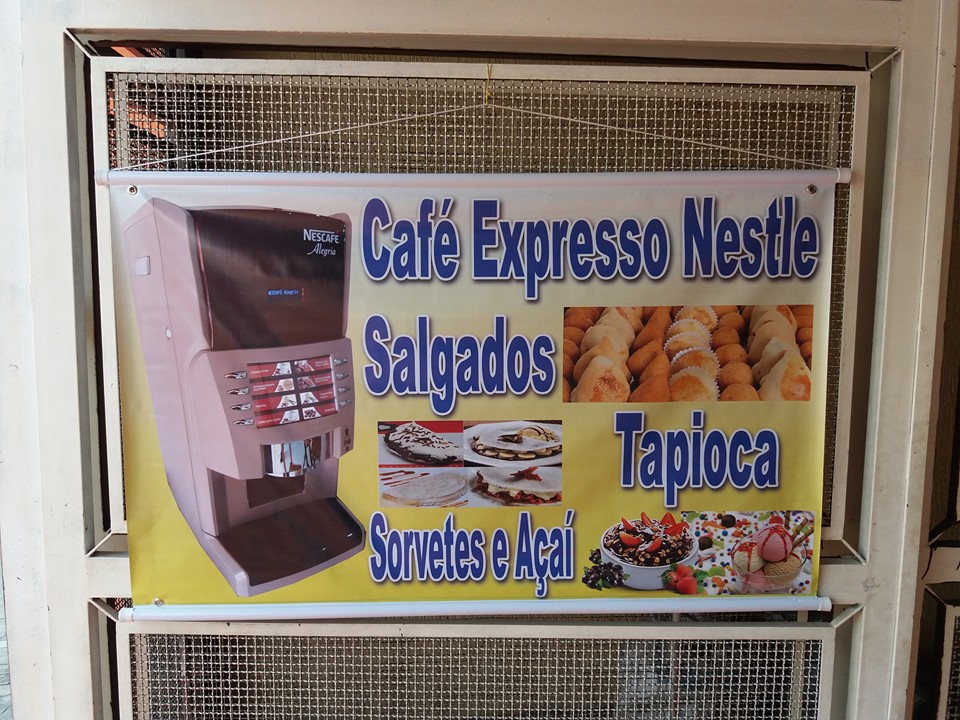 NESCAFÉ
Alegria
Café Expresso Nestle
Salgados
Tapioca
Sorvetes e Açaí